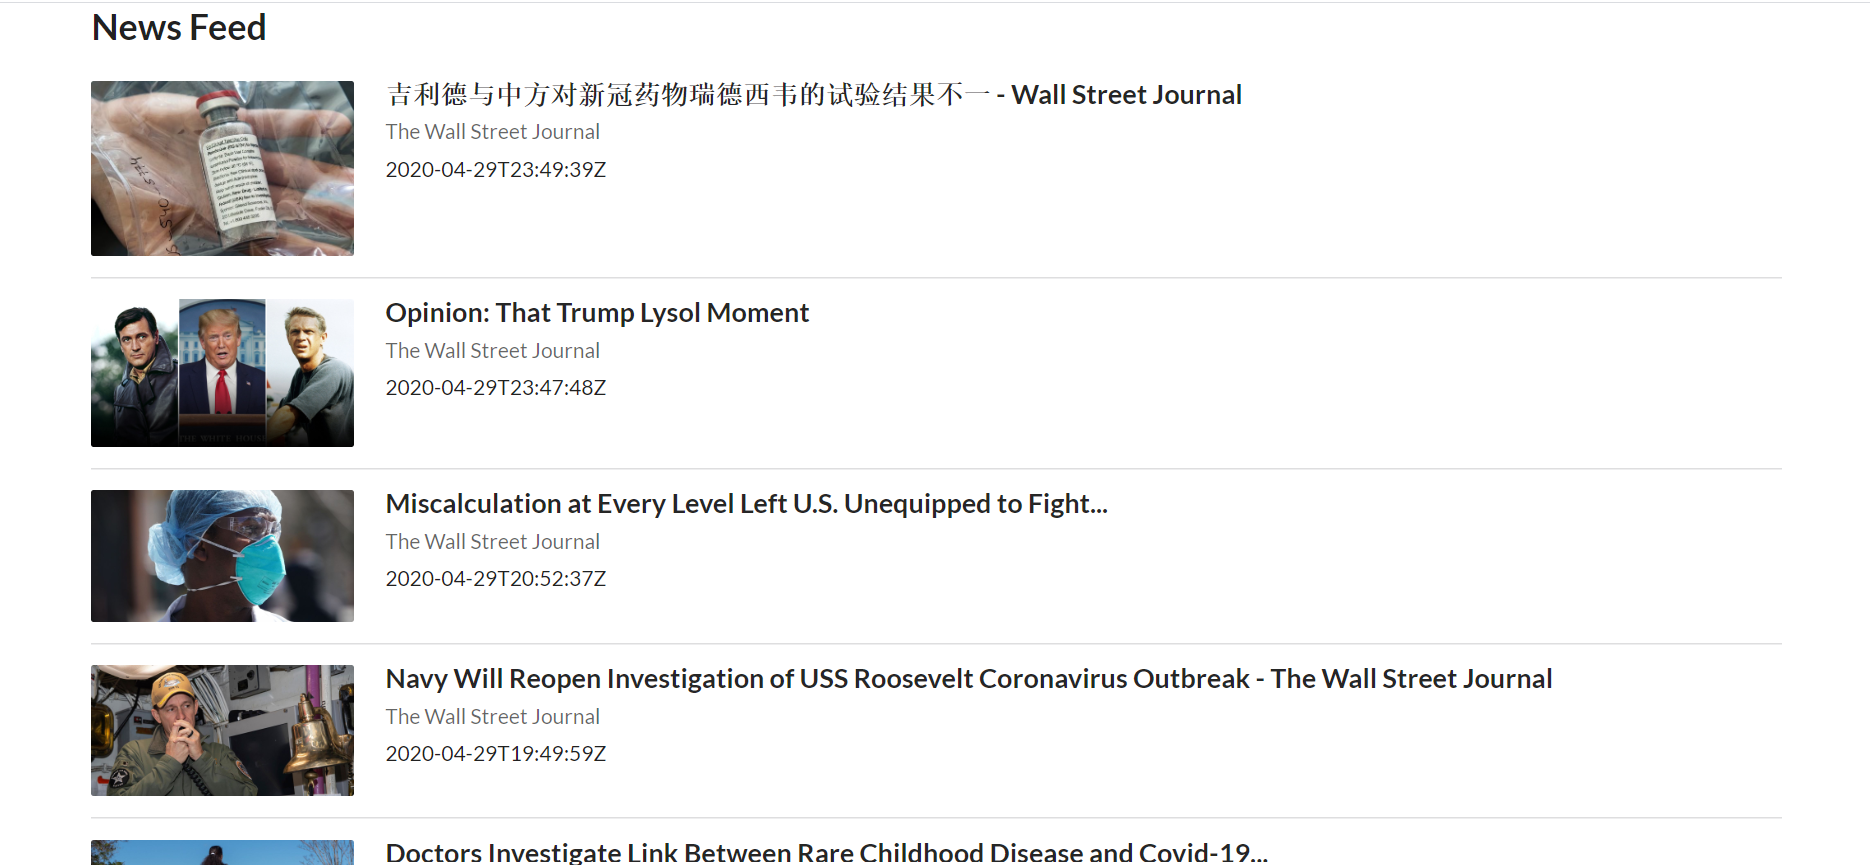 News Feed
吉利德与中方对新冠药物瑞德西韦的试验结果不一 - Wall Street Journal
The Wall Street Journal
2020-04-29T23:49:39Z
Opinion: That Trump Lysol Moment
The Wall Street Journal
2020-04-29T23:47:48Z
THE WHITE HOUSE
Miscalculation at Every Level Left U.S. Unequipped to Fight...
The Wall Street Journal
2020-04-29T20:52:37Z
Navy Will Reopen Investigation of USS Roosevelt Coronavirus Outbreak - The Wall Street Journal
The Wall Street Journal
2020-04-29T19:49:59Z
Doctors Investigate Link Between Rare Childhood Disease and Covid-19...